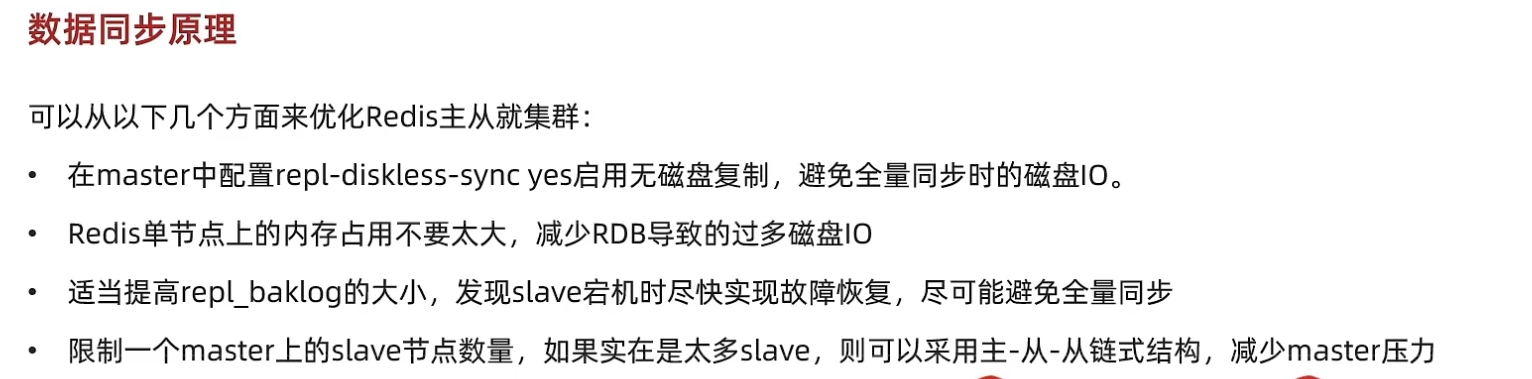 数据同步原理
可以从以下几个方面来优化Redis主从就集群：
• 在master中配置repl-diskless-sync yes启用无磁盘复制，避免全量同步时的磁盘IO。
• Redis单节点上的内存占用不要太大，减少RDB导致的过多磁盘IO
• 适当提高repl_baklog的大小，发现slave宕机时尽快实现故障恢复，尽可能避免全量同步
• 限制一个master上的slave节点数量，如果实在是太多slave，则可以采用主-从-从链式结构，减少master压力